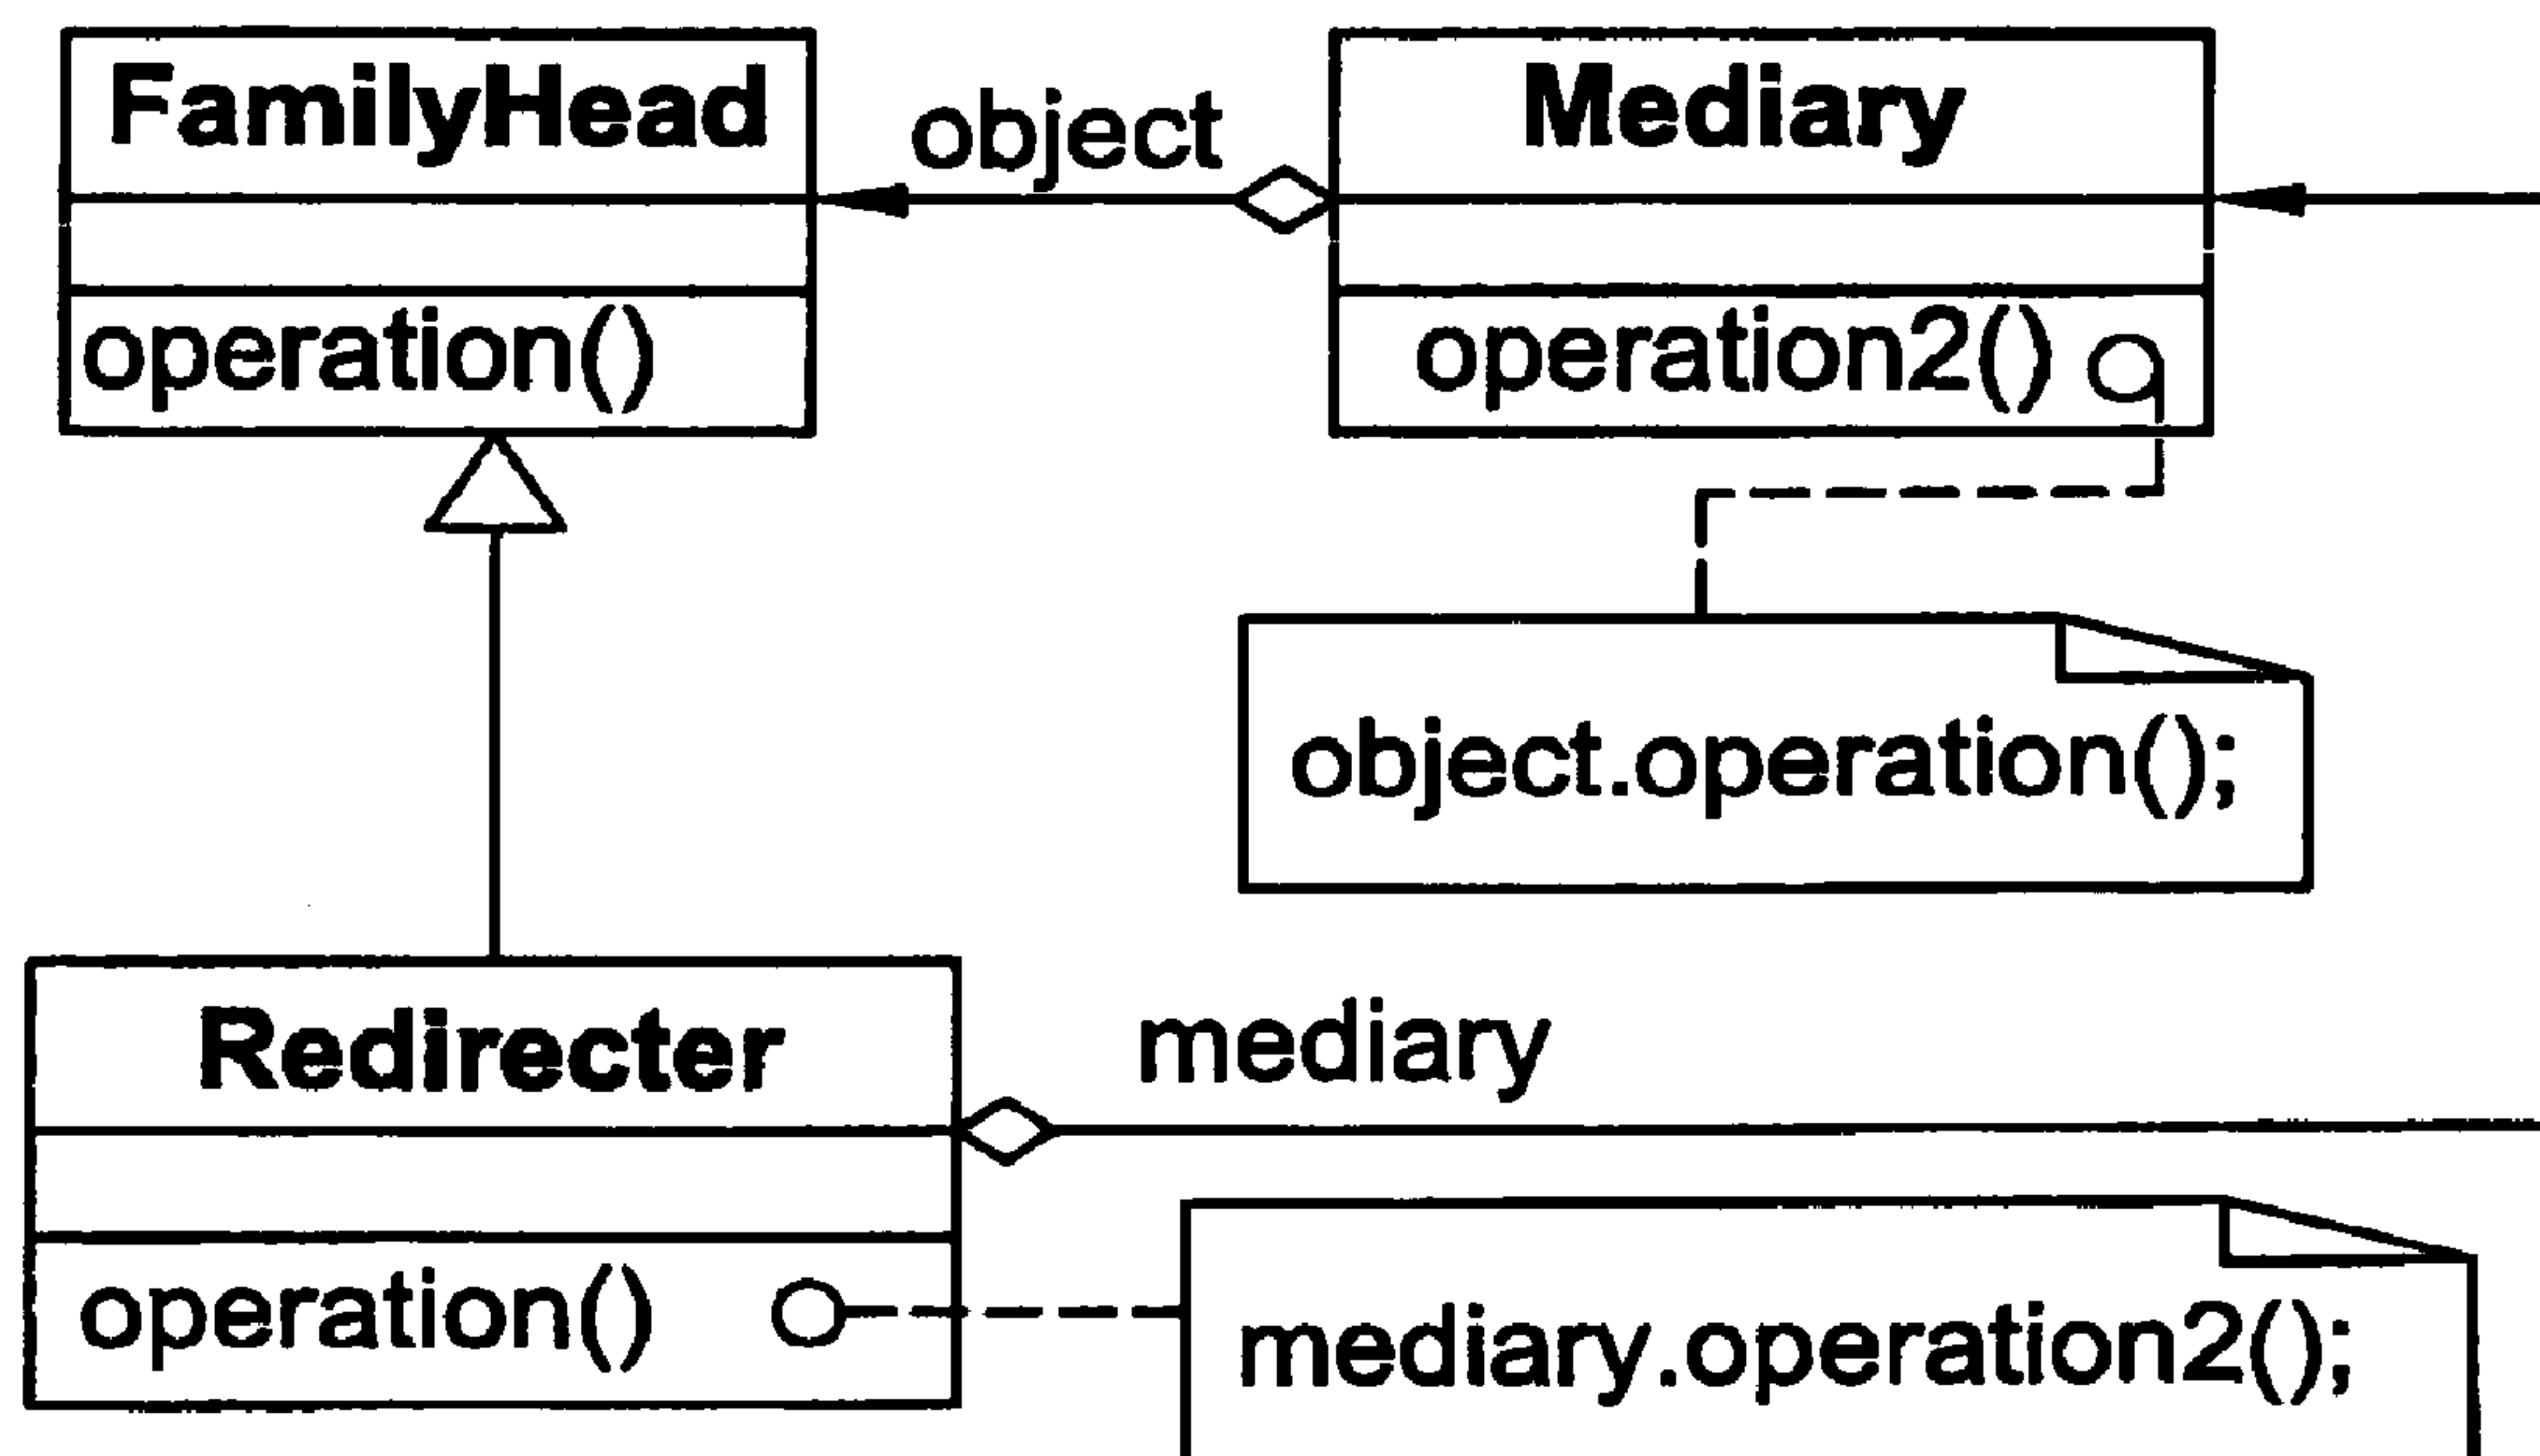 FamilyHead
object
Mediary
operation()
operation2()
object.operation();
Redirecter
mediary
operation()
mediary.operation2();